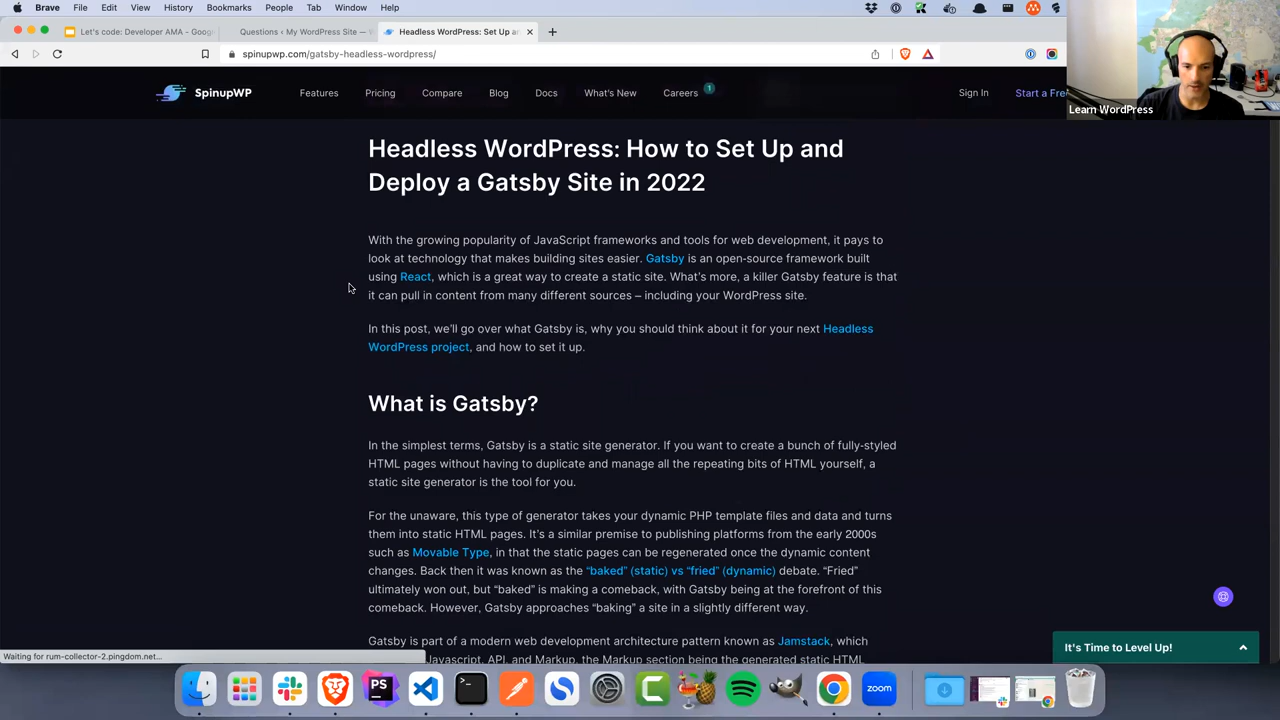 Brave File Edit View History Bookmarks People Tab Window Help
Let's code: Developer AMA - Goog
Questions ‹ My WordPress Site — W
Headless WordPress: Set Up a
spinupwp.com/gatsby-headless-wordpress/
SpinupWP Features Pricing Compare Blog Docs What's New Careers 1 Sign In Start a Fre
Learn WordPress
Headless WordPress: How to Set Up and
Deploy a Gatsby Site in 2022
With the growing popularity of JavaScript frameworks and tools for web development, it pays to
look at technology that makes building sites easier. Gatsby is an open-source framework built
using React, which is a great way to create a static site. What's more, a killer Gatsby feature is that
it can pull in content from many different sources – including your WordPress site.
In this post, we'll go over what Gatsby is, why you should think about it for your next Headless
WordPress project, and how to set it up.
What is Gatsby?
In the simplest terms, Gatsby is a static site generator. If you want to create a bunch of fully-styled
HTML pages without having to duplicate and manage all the repeating bits of HTML yourself, a
static site generator is the tool for you.
For the unaware, this type of generator takes your dynamic PHP template files and data and turns
them into static HTML pages. It's a similar premise to publishing platforms from the early 2000s
such as Movable Type, in that the static pages can be regenerated once the dynamic content
changes. Back then it was known as the "baked" (static) vs "fried" (dynamic) debate. "Fried"
ultimately won out, but "baked" is making a comeback, with Gatsby being at the forefront of this
comeback. However, Gatsby approaches "baking" a site in a slightly different way.
Gatsby is part of a modern web development architecture pattern known as Jamstack, which
Javascript, API, and Markup, the Markup section being the generated static HTML
It's Time to Level Up!
Waiting for rum-collector-2.pingdom.net...
PS
zoom